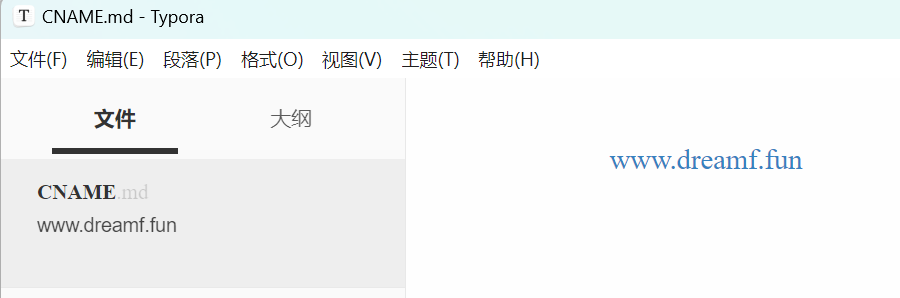 T CNAME.md - Typora
文件(F) 编辑(E) 段落(P) 格式(O) 视图(V) 主题(T) 帮助(H)
文件 大纲
CNAME.md
www.dreamf.fun
www.dreamf.fun